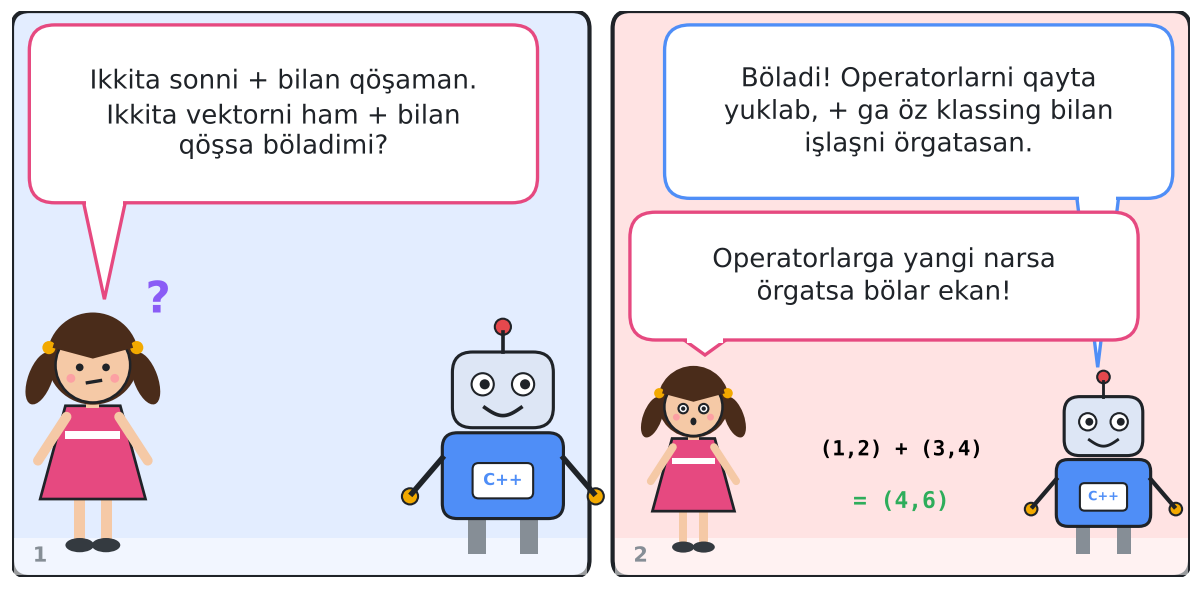 Ikkita sonni + bilan qöşaman.
Ikkita vektorni ham + bilan
qöşsa böladimi?
?
C++
1
Böladi! Operatorlarni qayta
yuklab, + ga öz klassing bilan
işlaşni örgatasan.
Operatorlarga yangi narsa
örgatsa bölar ekan!
(1,2) + (3,4)
= (4,6)
C++
2